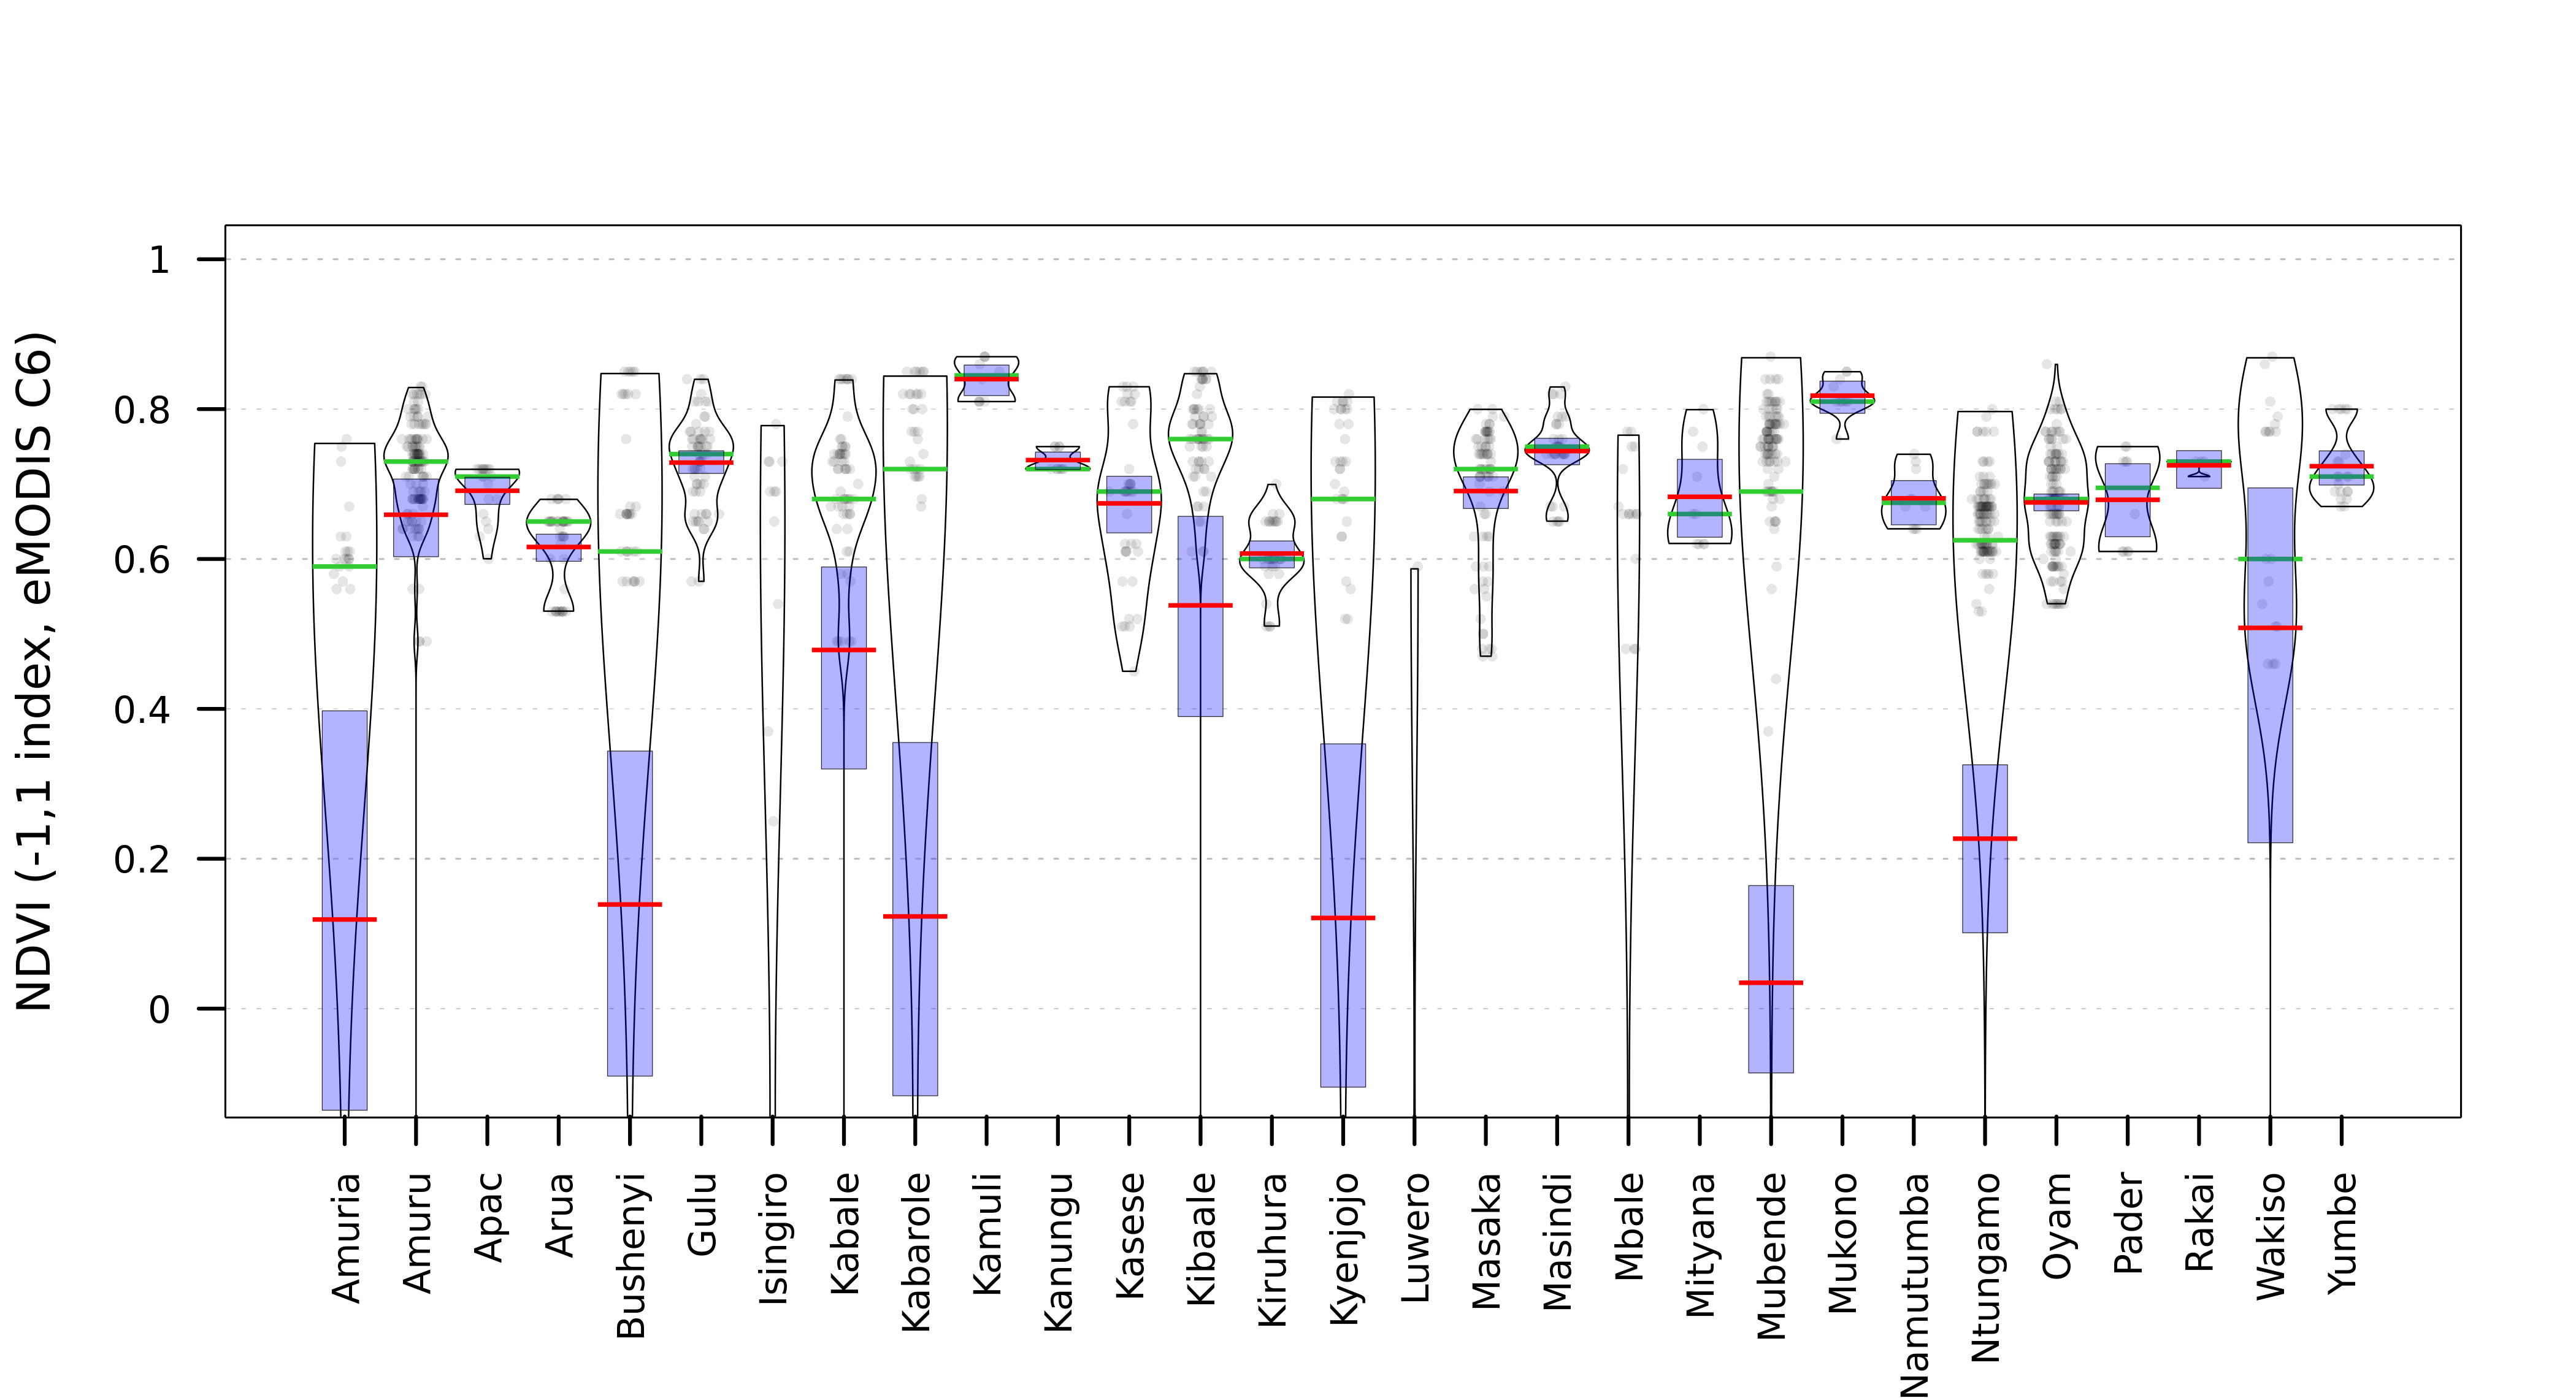 NDVI (-1,1 index, eMODIS C6)
1
0.8
0.6
0.4
0.2
0
Amuria
Amuru
Apac
Arua
Bushenyi
Gulu
Isingiro
Kabale
Kabarole
Kamuli
Kanungu
Kasese
Kibaale
Kiruhura
Kyenjojo
Luwero
Masaka
Masindi
Mbale
Mityana
Mubende
Mukono
Namutumba
Ntungamo
Oyam
Pader
Rakai
Wakiso
Yumbe